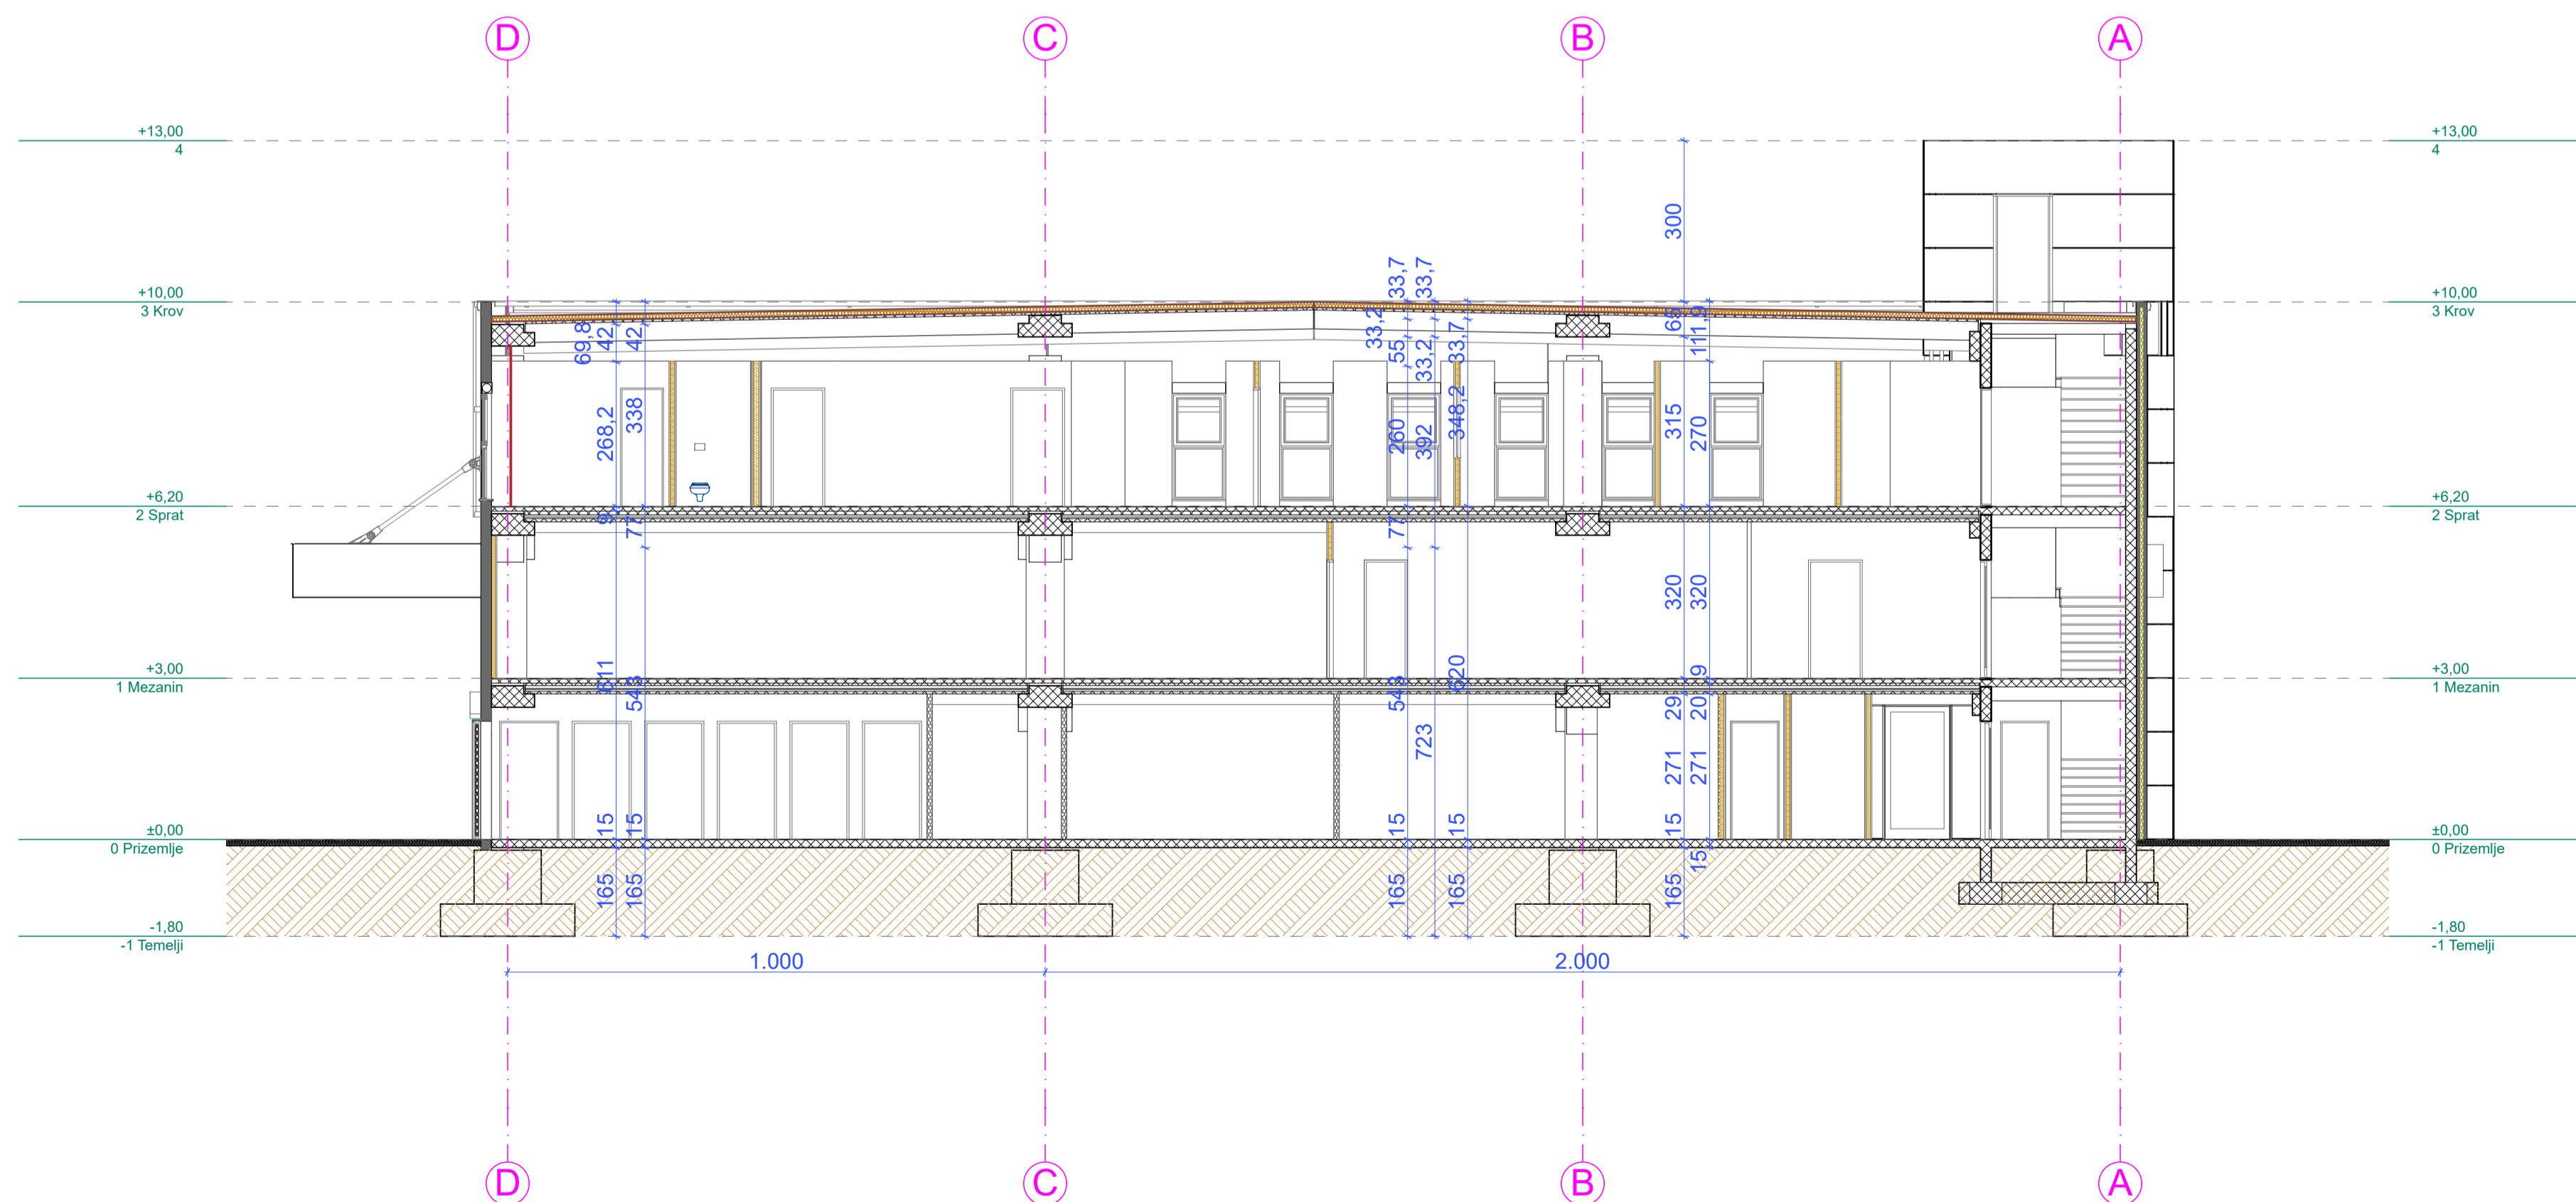 D C B A
+13,00
4
+13,00
4
300
+10,00
3 Krov
+10,00
3 Krov
69,8 42 42 33,2 33,7 33,7 65 111,9
55 33,2 33,7
268,2 338 260 392 348,2 315 270
+6,20
2 Sprat
+6,20
2 Sprat
9 77 77
320 320
+3,00
1 Mezanin
+3,00
1 Mezanin
611 543 543 723 620 29 20 9
271 271
±0,00
0 Prizemlje
±0,00
0 Prizemlje
15 15 15 15 15 15
165 165 165 165 165
-1,80
-1 Temelji
-1,80
-1 Temelji
1.000 2.000
D C B A